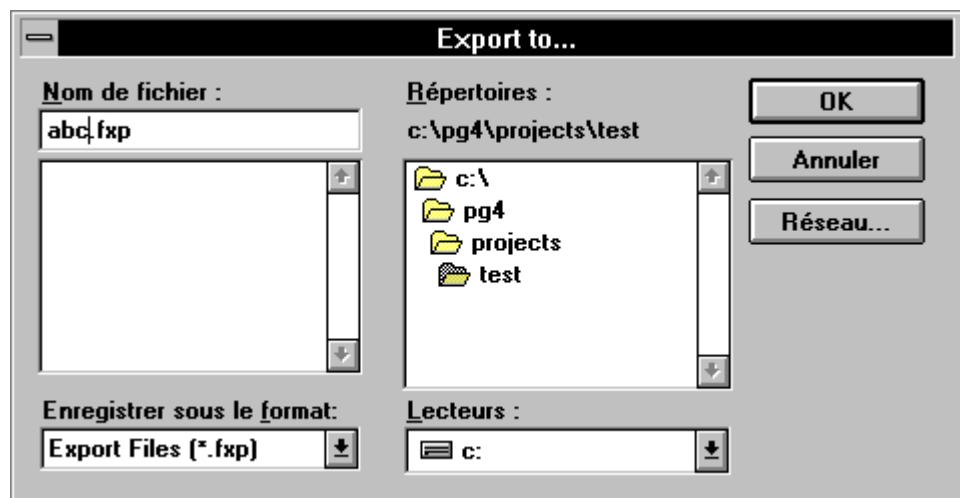 Export to...
Nom de fichier :
abc.fxp
Répertoires :
c:\pg4\projects\test
c:\
pg4
projects
test
OK
Annuler
Réseau...
Enregistrer sous le format:
Export Files (*.fxp)
Lecteurs :
c: